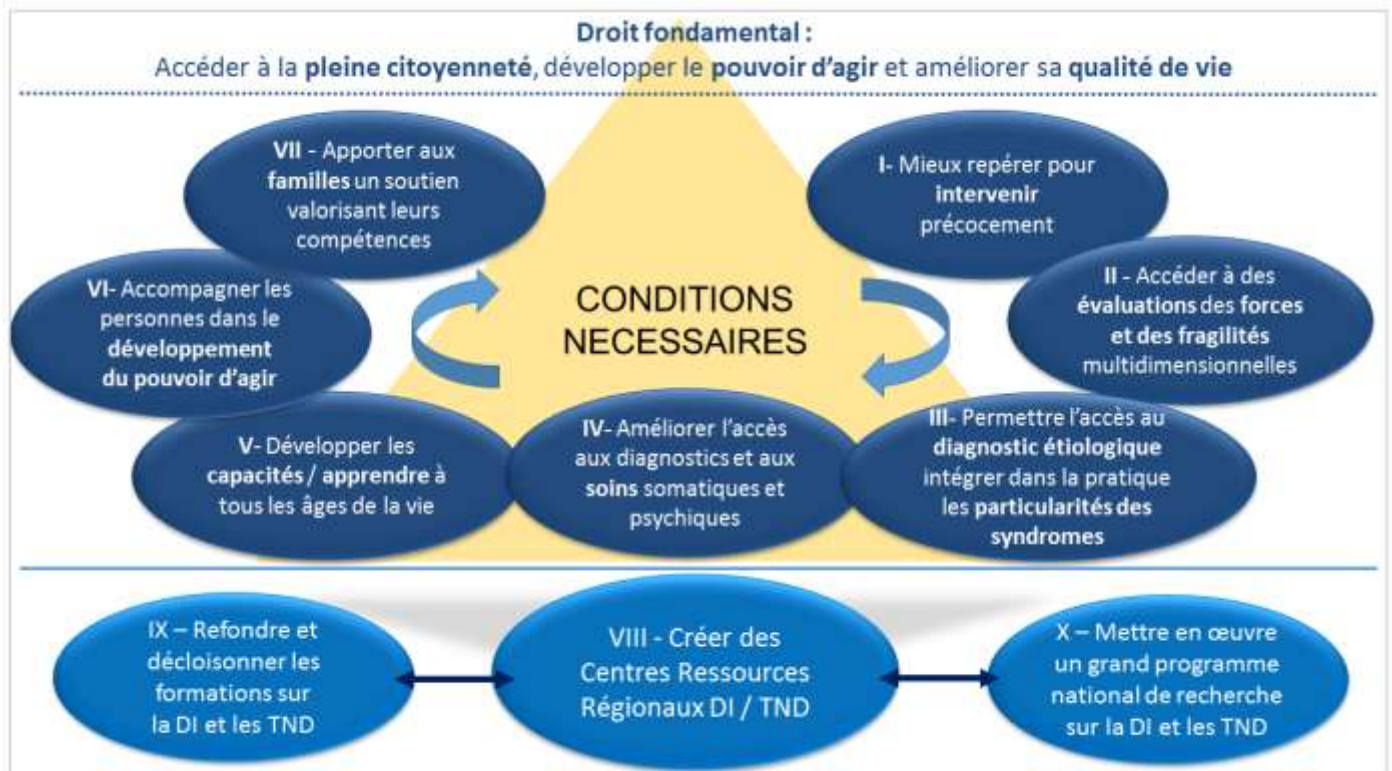 Droit fondamental :
Accéder à la pleine citoyenneté, développer le pouvoir d'agir et améliorer sa qualité de vie
VII - Apporter aux
familles un soutien
valorisant leurs
compétences
I- Mieux repérer pour
intervenir
précocement
VI- Accompagner les
personnes dans le
développement
du pouvoir d'agir
CONDITIONS
NECESSAIRES
II - Accéder à des
évaluations des forces
et des fragilités
multidimensionnelles
V- Développer les
capacités / apprendre à
tous les âges de la vie
IV- Améliorer l'accès
aux diagnostics et aux
soins somatiques et
psychiques
III- Permettre l'accès au
diagnostic étiologique
intégrer dans la pratique
les particularités des
syndromes
IX – Refondre et
décloisonner les
formations sur
la DI et les TND
VIII - Créer des
Centres Ressources
Régionaux DI / TND
X – Mettre en œuvre
un grand programme
national de recherche
sur la DI et les TND